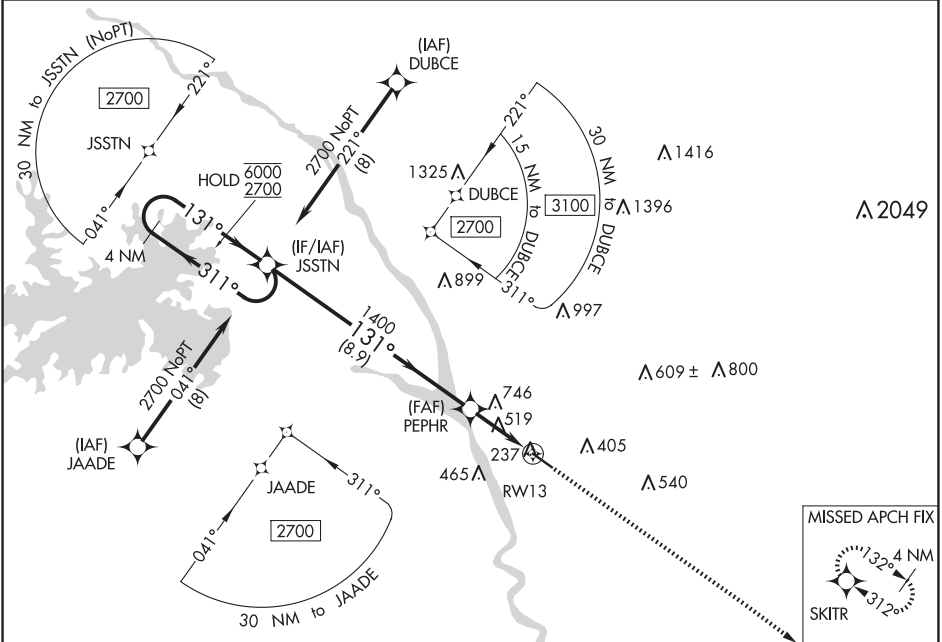 30 NM to JSSTN (NoPT)
2700
221°
JSSTN
041°
(IAF)
DUBCE
2700 NoPT
221°
(8)
HOLD
6000
2700
131°
4 NM
311°
(IF/IAF)
JSSTN
221°
15 NM to DUBCE
30 NM to DUBCE
1325
DUBCE
2700
3100
311°
1416
1396
2049
899
997
1400
131°
(8.9)
2700 NoPT
041°
(8)
(IAF)
JAADE
(FAF)
PEPHR
746
519
237
465
RW13
609 ±
800
405
540
JAADE
311°
041°
2700
30 NM to JAADE
MISSED APCH FIX
132°
4 NM
312°
SKITR